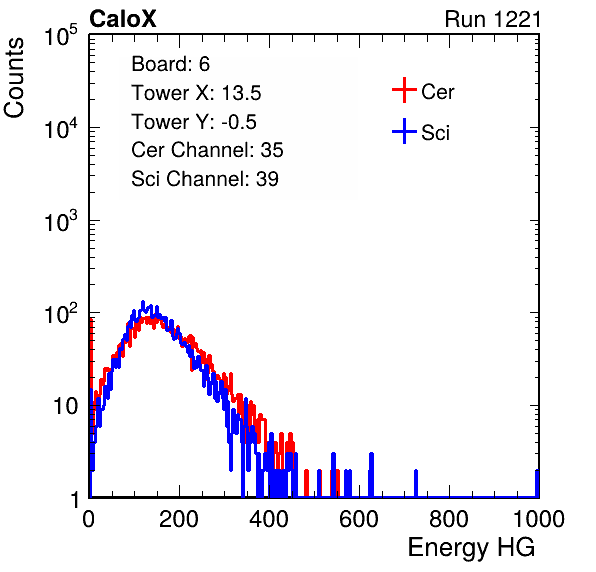 CaloX Run 1221
Board: 6
Tower X: 13.5
Tower Y: -0.5
Cer Channel: 35
Sci Channel: 39
Cer
Sci
Counts
10^5
10^4
10^3
10^2
10
1
0 200 400 600 800 1000
Energy HG